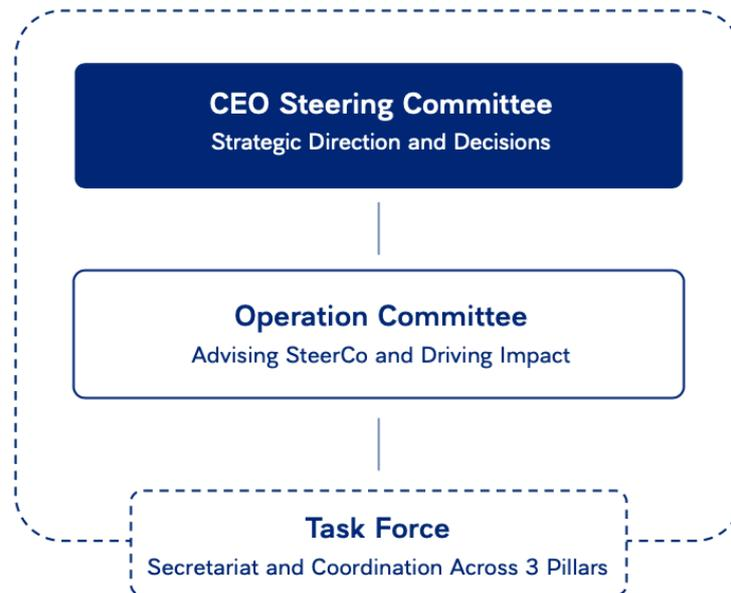 CEO Steering Committee
Strategic Direction and Decisions
Operation Committee
Advising SteerCo and Driving Impact
Task Force
Secretariat and Coordination Across 3 Pillars